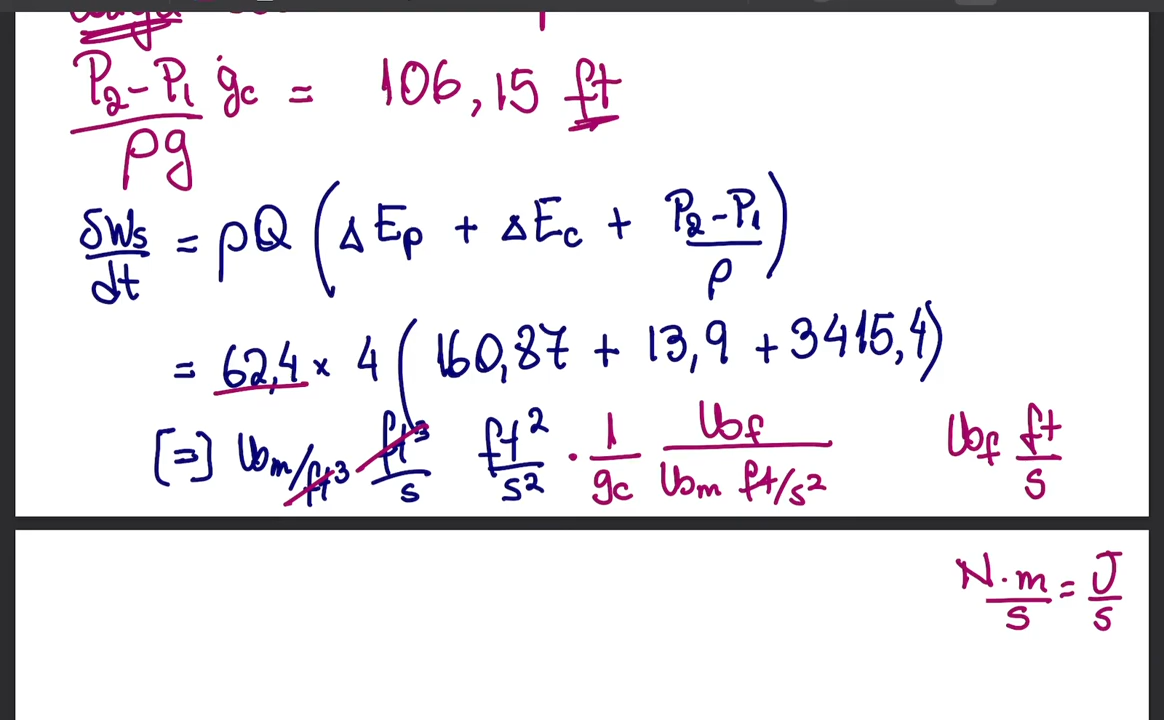 P₂-P₁/ρg gc = 106,15 ft
δWs/dt = ρQ (ΔEp + ΔEc + P₂-P₁/ρ)
= 62,4 x 4 (160,87 + 13,9 + 3415,4)
[=] lbm/ft³ ft³/s ft²/s² · 1/gc lbf/lbm ft/s² lbf ft/s
N·m/s = J/s